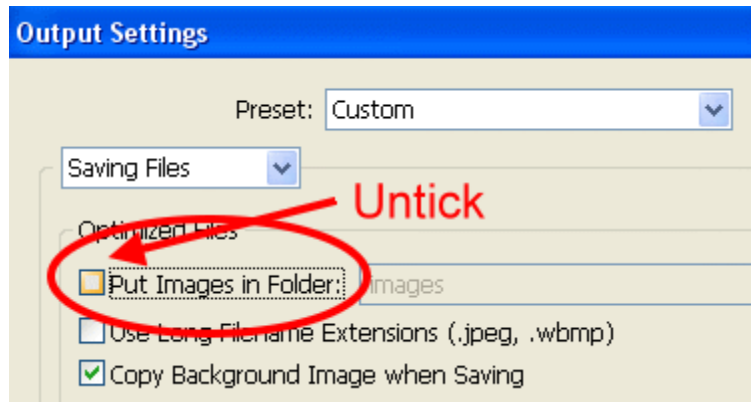 Output Settings
Preset: Custom
Saving Files
Untick
Optimized Files
Put Images in Folder: images
Use Long Filename Extensions (.jpeg, .wbmp)
Copy Background Image when Saving